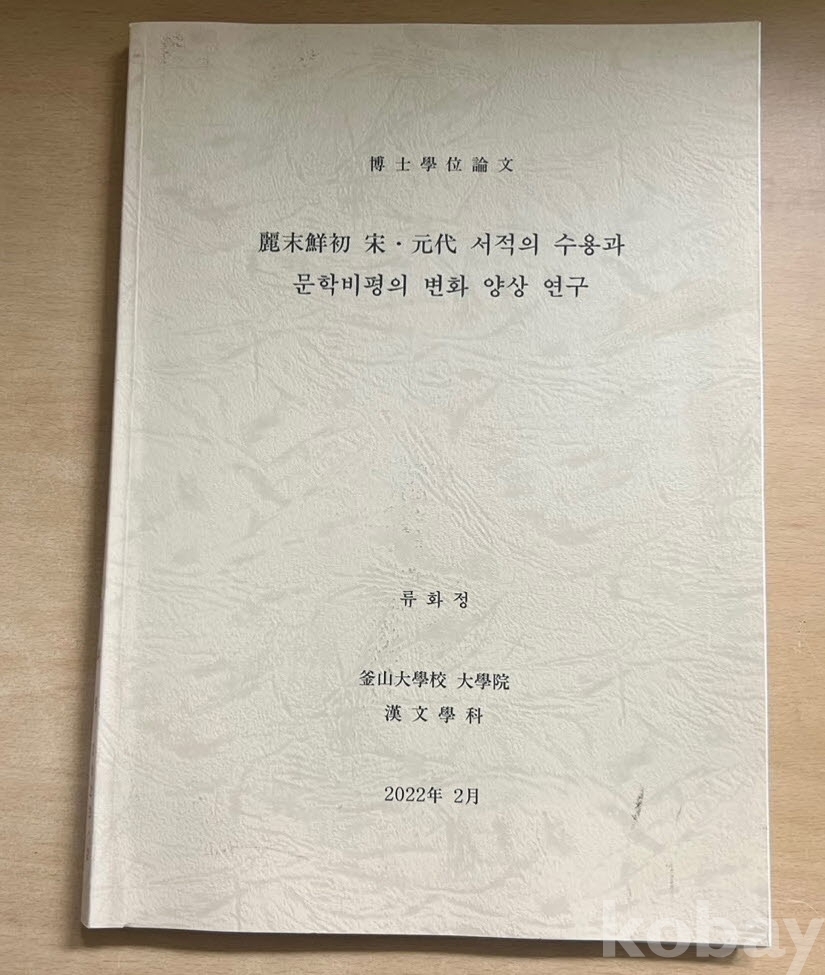 博士學位論文
麗末鮮初 宋·元代 서적의 수용과
문학비평의 변화 양상 연구
류화정
釜山大學校 大學院
漢文學科
2022年 2月
kobay